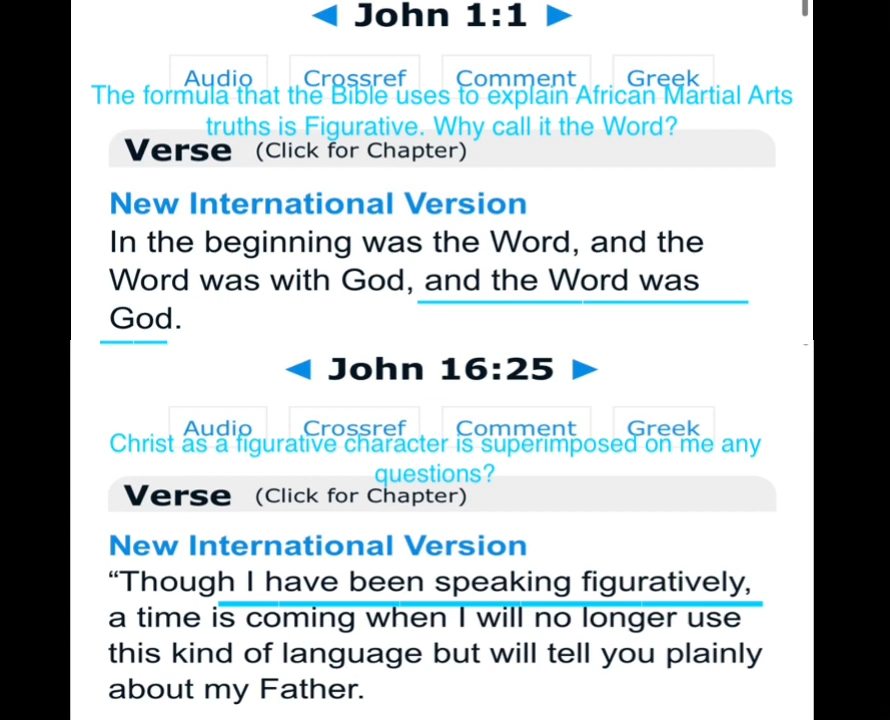 ◀ John 1:1 ▶
Audio Crossref Comment Greek
The formula that the Bible uses to explain African Martial Arts
truths is Figurative. Why call it the Word?
Verse (Click for Chapter)
New International Version
In the beginning was the Word, and the
Word was with God, and the Word was
God.
◀ John 16:25 ▶
Audio Crossref Comment Greek
Christ as a figurative character is superimposed on me any
questions?
Verse (Click for Chapter)
New International Version
“Though I have been speaking figuratively,
a time is coming when I will no longer use
this kind of language but will tell you plainly
about my Father.